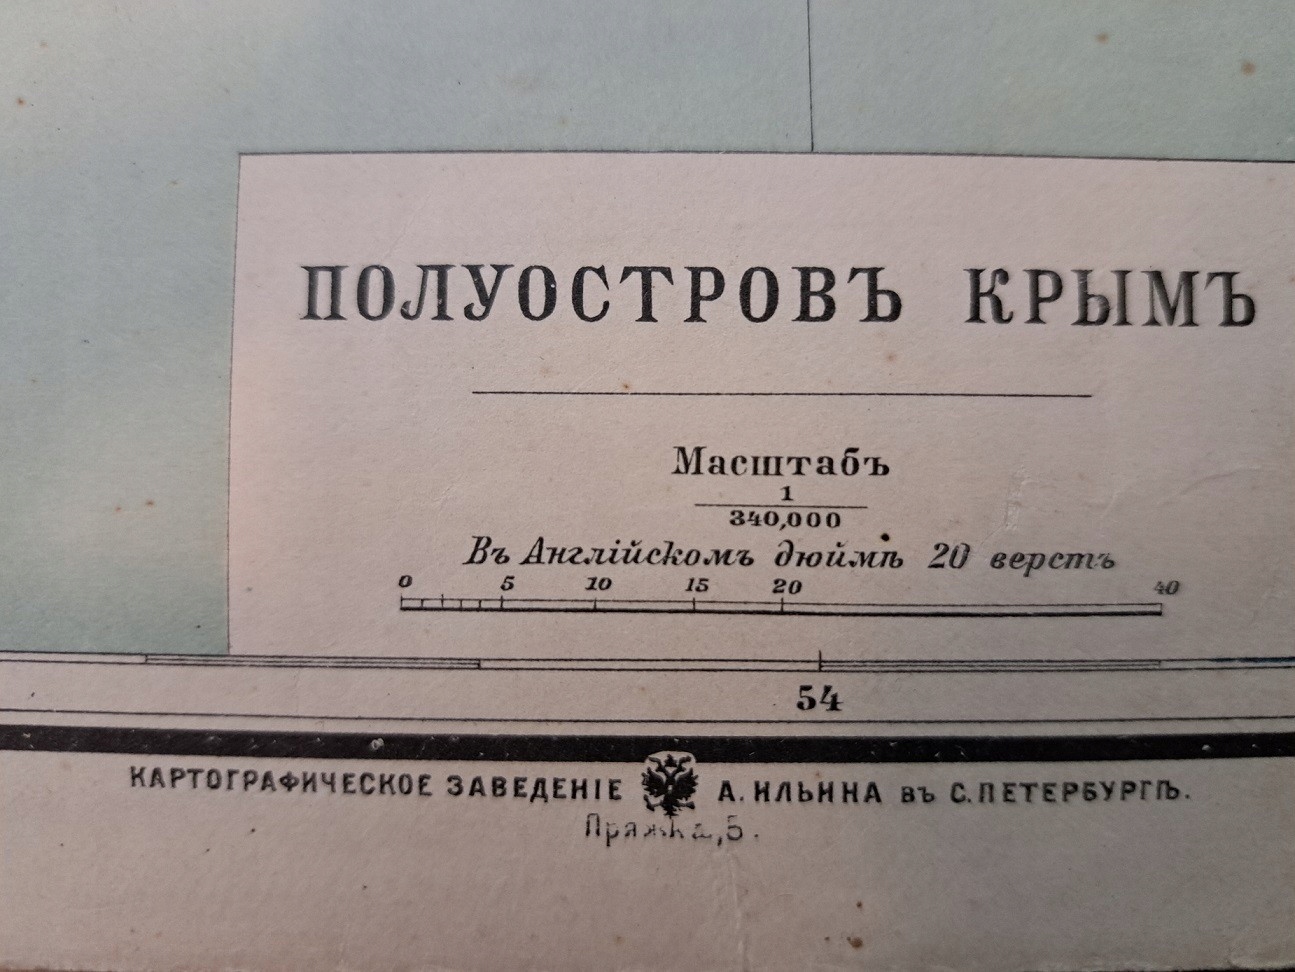 ПОЛУОСТРОВЪ КРЫМЪ
Масштабъ
1
340,000
Въ Англійскомъ дюймѣ 20 верстъ
0 5 10 15 20 40
54
КАРТОГРАФИЧЕСКОЕ ЗАВЕДЕНІЕ А. ИЛЬИНА ВЪ С.ПЕТЕРБУРГѢ.
Пряжка,5.